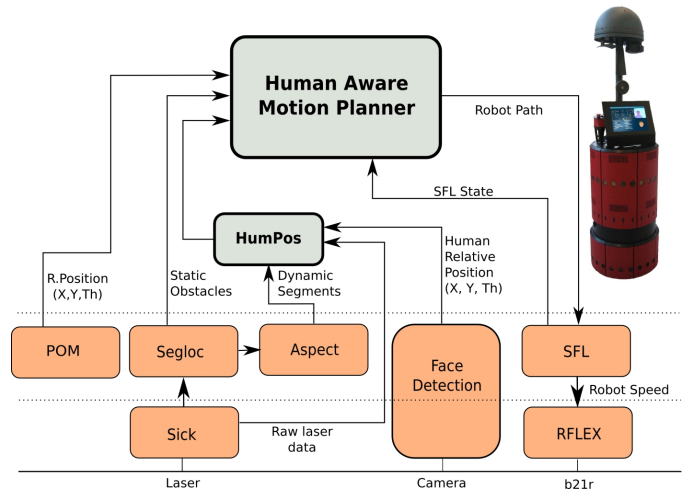 Human Aware
Motion Planner
Robot Path
SFL State
HumPos
Human
Relative
Position
(X, Y, Th)
R.Position
(X,Y,Th)
Static
Obstacles
Dynamic
Segments
POM
Segloc
Aspect
Face
Detection
SFL
Robot Speed
Sick
Raw laser
data
RFLEX
Laser
Camera
b21r